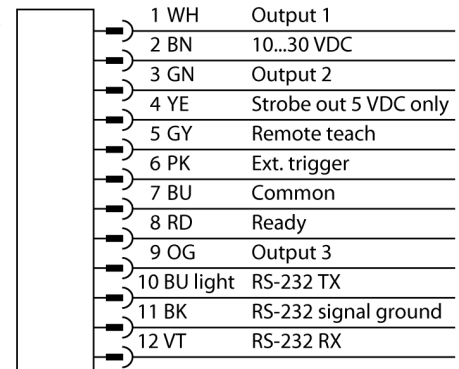 1 WH Output 1
2 BN 10...30 VDC
3 GN Output 2
4 YE Strobe out 5 VDC only
5 GY Remote teach
6 PK Ext. trigger
7 BU Common
8 RD Ready
9 OG Output 3
10 BU light RS-232 TX
11 BK RS-232 signal ground
12 VT RS-232 RX